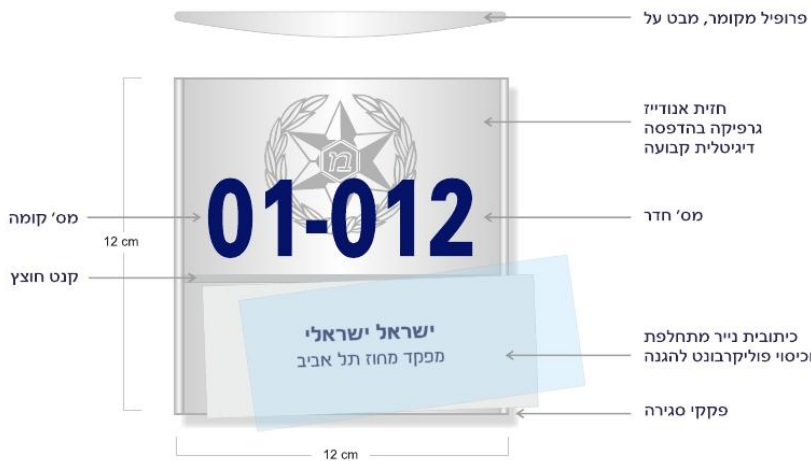 פרופיל מקומר, מבט על
חזית אנודייז
גרפיקה בהדפסה
דיגיטלית קבועה
מ
01-012
מס' קומה
מס' חדר
12 cm
קנט חוצץ
ישראל ישראלי
מפקד מחוז תל אביב
כיתובית נייר מתחלפת
וכיסוי פוליקרבונט להגנה
פקקי סגירה
12 cm